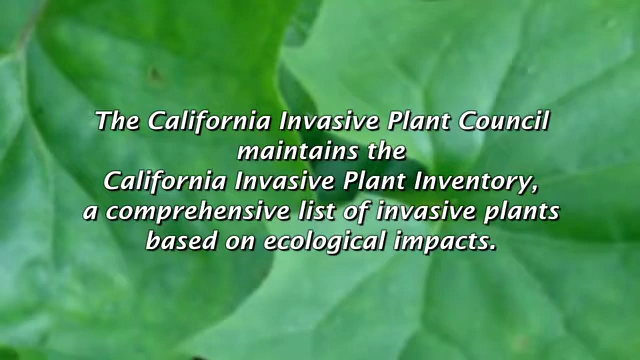 The California Invasive Plant Council
maintains the
California Invasive Plant Inventory,
a comprehensive list of invasive plants
based on ecological impacts.